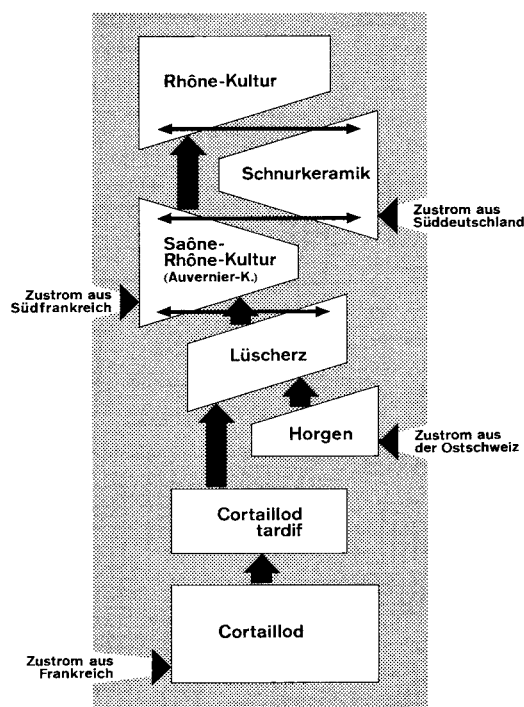 Rhône-Kultur
Schnurkeramik
Zustrom aus
Süddeutschland
Saône-
Rhône-Kultur
(Auvernier-K.)
Zustrom aus
Südfrankreich
Lüscherz
Horgen
Zustrom aus
der Ostschweiz
Cortaillod
tardif
Cortaillod
Zustrom aus
Frankreich